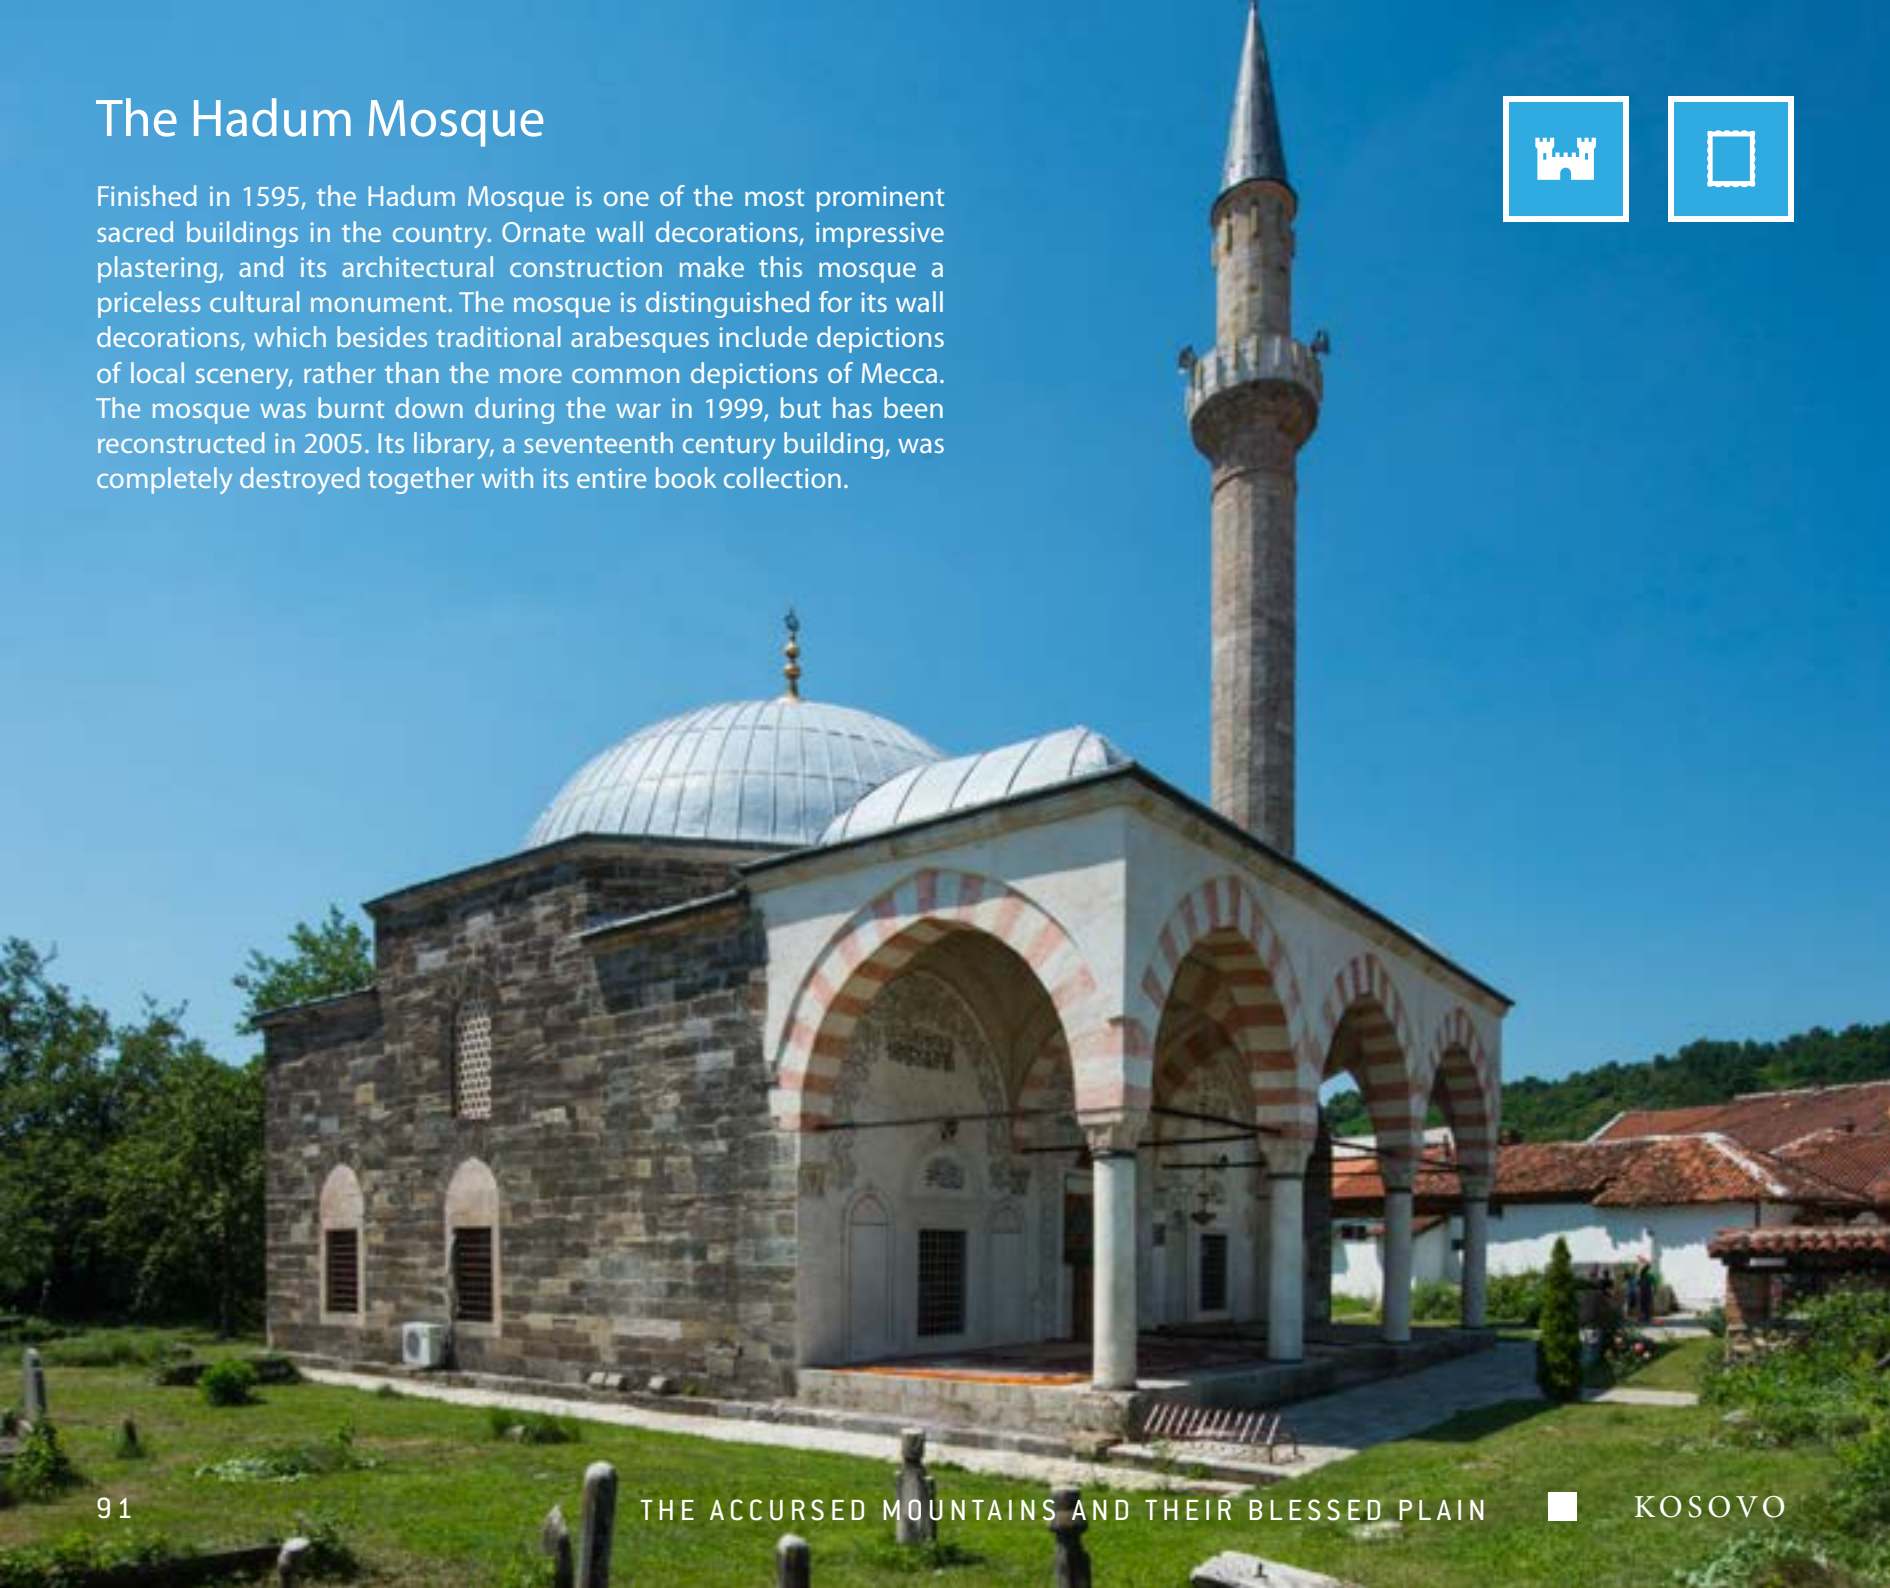 The Hadum Mosque
Finished in 1595, the Hadum Mosque is one of the most prominent
sacred buildings in the country. Ornate wall decorations, impressive
plastering, and its architectural construction make this mosque a
priceless cultural monument. The mosque is distinguished for its wall
decorations, which besides traditional arabesques include depictions
of local scenery, rather than the more common depictions of Mecca.
The mosque was burnt down during the war in 1999, but has been
reconstructed in 2005. Its library, a seventeenth century building, was
completely destroyed together with its entire book collection.
91 THE ACCURSED MOUNTAINS AND THEIR BLESSED PLAIN KOSOVO